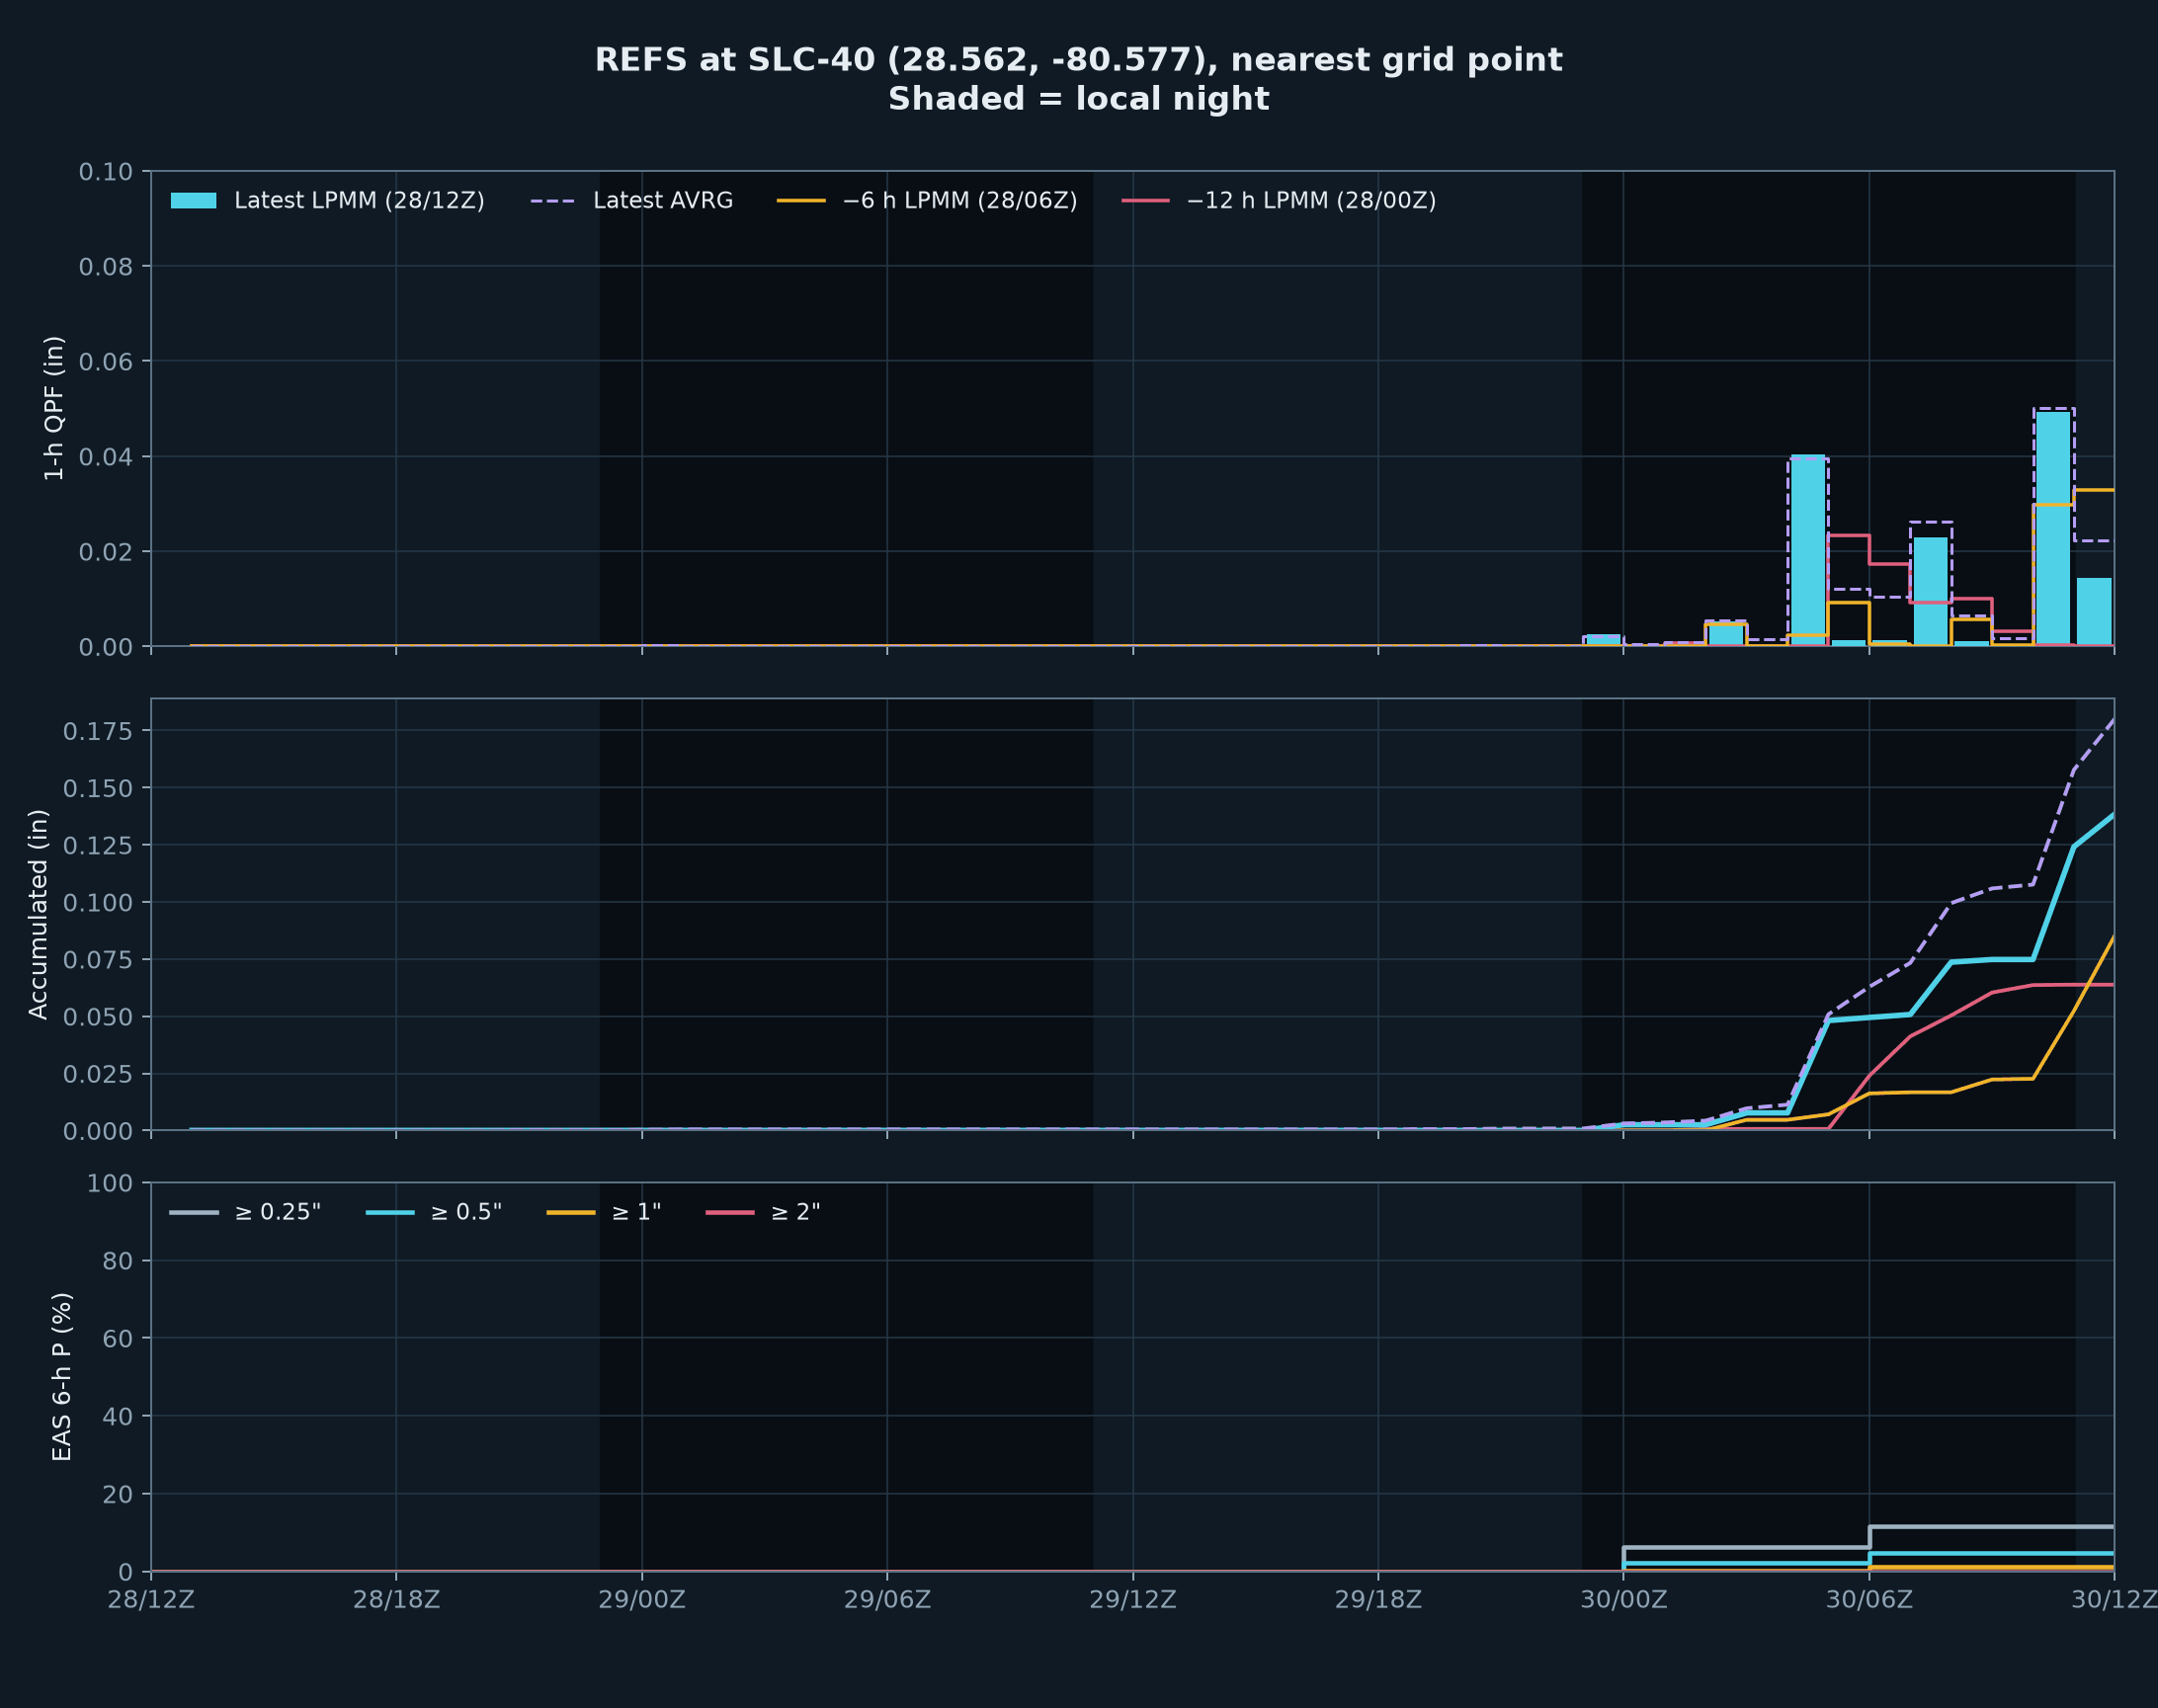 REFS at SLC-40 (28.562, -80.577), nearest grid point
Shaded = local night
Latest LPMM (28/12Z) Latest AVRG −6 h LPMM (28/06Z) −12 h LPMM (28/00Z)
1-h QPF (in)
0.10
0.08
0.06
0.04
0.02
0.00
Accumulated (in)
0.175
0.150
0.125
0.100
0.075
0.050
0.025
0.000
≥ 0.25" ≥ 0.5" ≥ 1" ≥ 2"
EAS 6-h P (%)
100
80
60
40
20
0
28/12Z 28/18Z 29/00Z 29/06Z 29/12Z 29/18Z 30/00Z 30/06Z 30/12Z